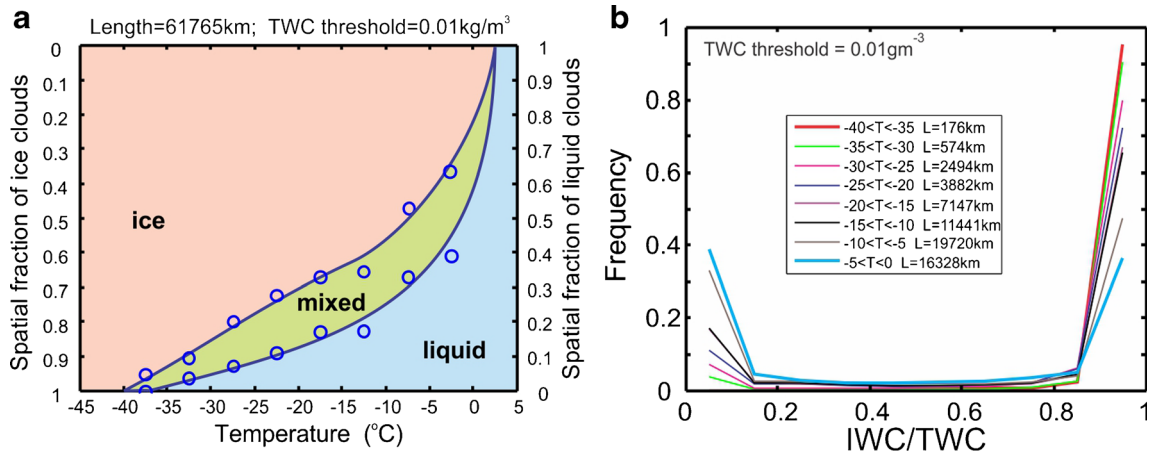 a
Length=61765km; TWC threshold=0.01kg/m3
Spatial fraction of ice clouds
0
0.1
0.2
0.3
0.4
0.5
0.6
0.7
0.8
0.9
1
ice
mixed
liquid
1
0.9
0.8
0.7
0.6
0.5
0.4
0.3
0.2
0.1
0
Spatial fraction of liquid clouds
-45 -40 -35 -30 -25 -20 -15 -10 -5 0 5
Temperature (oC)
b
TWC threshold = 0.01gm-3
Frequency
1
0.8
0.6
0.4
0.2
0
-40<T<-35 L=176km
-35<T<-30 L=574km
-30<T<-25 L=2494km
-25<T<-20 L=3882km
-20<T<-15 L=7147km
-15<T<-10 L=11441km
-10<T<-5 L=19720km
-5<T<0 L=16328km
0 0.2 0.4 0.6 0.8 1
IWC/TWC